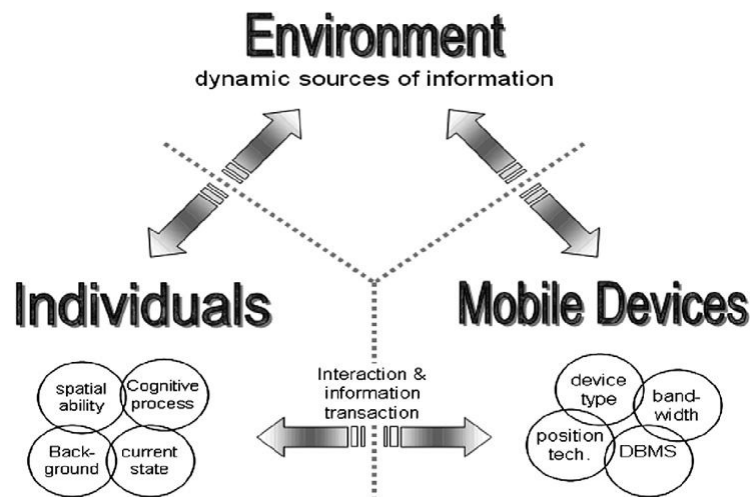 Environment
dynamic sources of information
Individuals
Mobile Devices
spatial
ability
Cognitive
process
Back-
ground
current
state
Interaction &
information
transaction
device
type
band-
width
position
tech.
DBMS